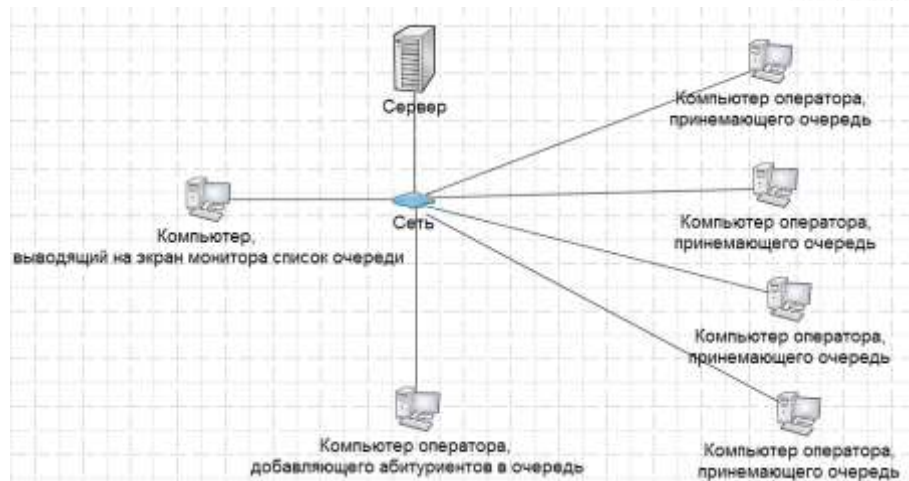 Сервер
Компьютер оператора,
принемающего очередь
Компьютер,
выводящий на экран монитора список очереди
Сеть
Компьютер оператора,
принемающего очередь
Компьютер оператора,
принемающего очередь
Компьютер оператора,
добавляющего абитуриентов в очередь
Компьютер оператора,
принемающего очередь